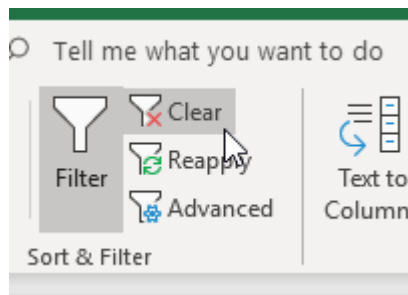 Tell me what you want to do
Clear
Filter
Reapply
Advanced
Sort & Filter
Text to
Column